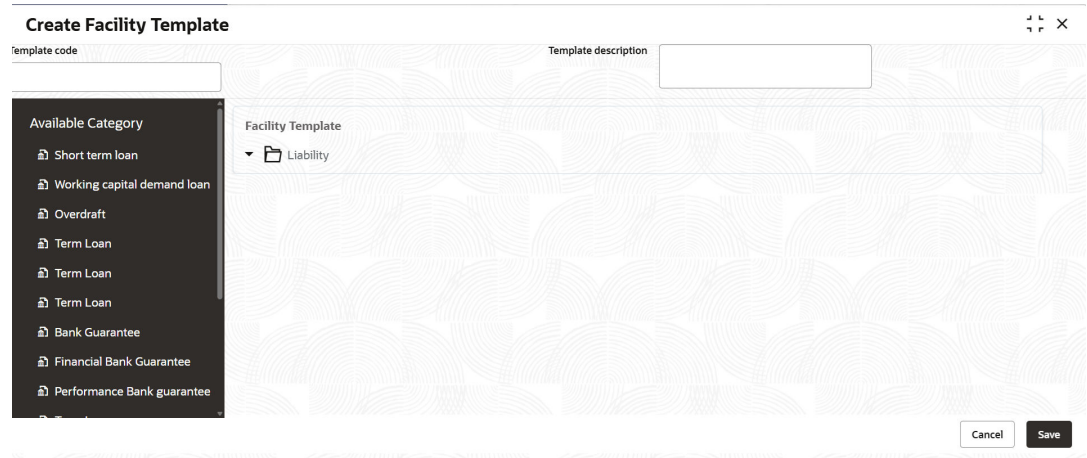 Create Facility Template
Template code
Template description
Available Category
Short term loan
Working capital demand loan
Overdraft
Term Loan
Term Loan
Term Loan
Bank Guarantee
Financial Bank Guarantee
Performance Bank guarantee
Facility Template
Liability
Cancel
Save